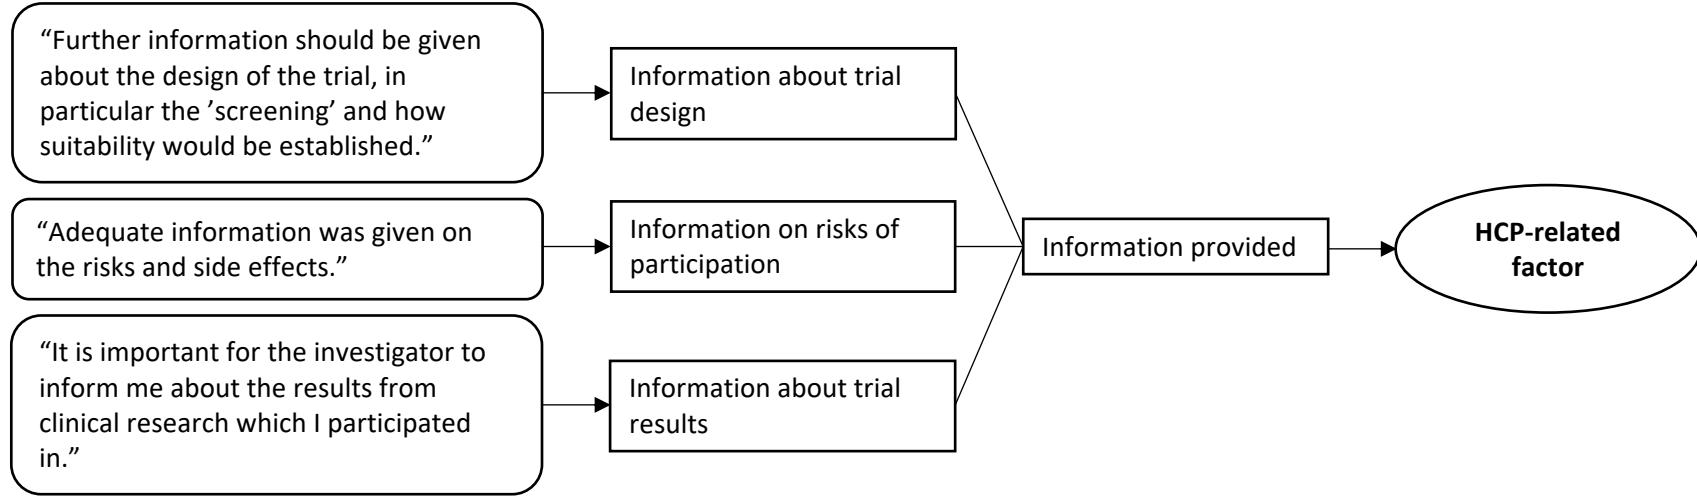 “Further information should be given
about the design of the trial, in
particular the ’screening’ and how
suitability would be established.”
Information about trial
design
“Adequate information was given on
the risks and side effects.”
Information on risks of
participation
Information provided
HCP-related
factor
“It is important for the investigator to
inform me about the results from
clinical research which I participated
in.”
Information about trial
results